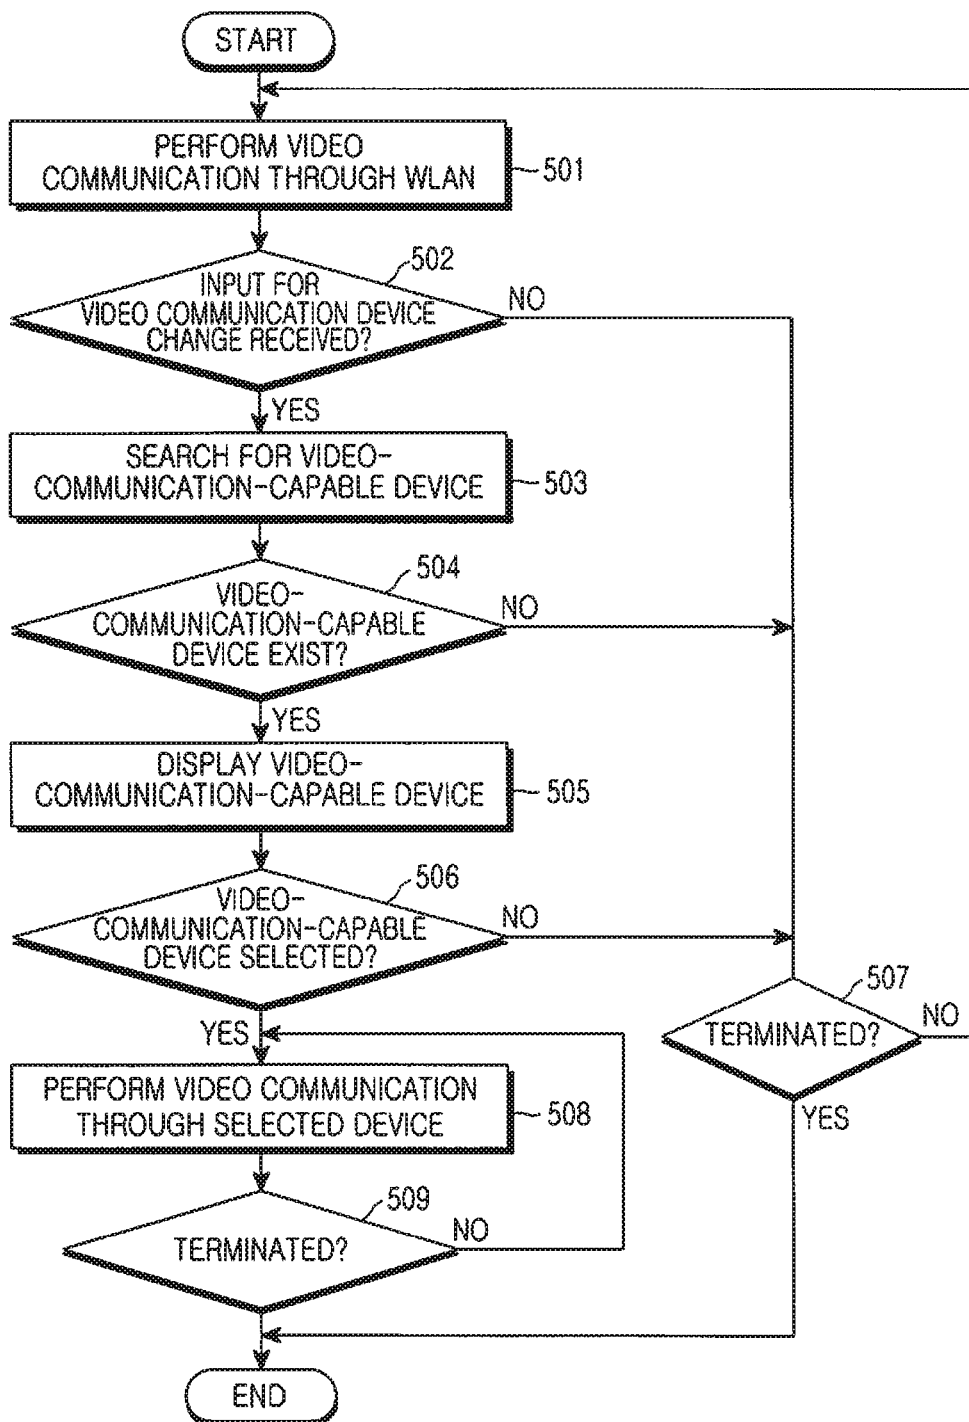 START
PERFORM VIDEO
COMMUNICATION THROUGH WLAN
501
502
INPUT FOR
VIDEO COMMUNICATION DEVICE
CHANGE RECEIVED?
NO
YES
SEARCH FOR VIDEO-
COMMUNICATION-CAPABLE DEVICE
503
504
VIDEO-
COMMUNICATION-CAPABLE
DEVICE EXIST?
NO
YES
DISPLAY VIDEO-
COMMUNICATION-CAPABLE DEVICE
505
506
VIDEO-
COMMUNICATION-CAPABLE
DEVICE SELECTED?
NO
YES
507
TERMINATED?
NO
YES
PERFORM VIDEO COMMUNICATION
THROUGH SELECTED DEVICE
508
509
TERMINATED?
NO
YES
END